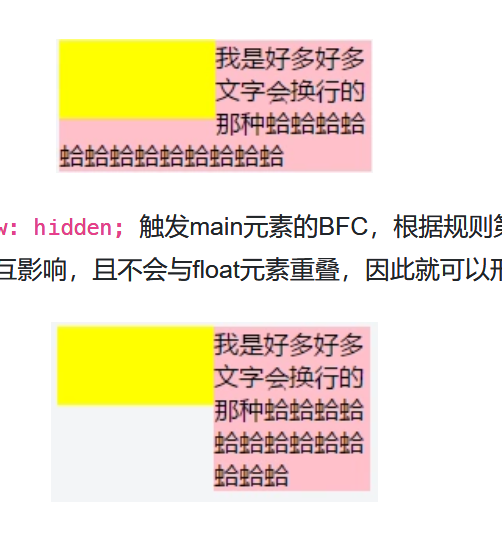 我是好多好多
文字会换行的
那种蛤蛤蛤蛤
蛤蛤蛤蛤蛤蛤蛤蛤蛤
w: hidden; 触发main元素的BFC，根据规则第
互影响，且不会与float元素重叠，因此就可以形
我是好多好多
文字会换行的
那种蛤蛤蛤蛤
蛤蛤蛤蛤蛤蛤
蛤蛤蛤